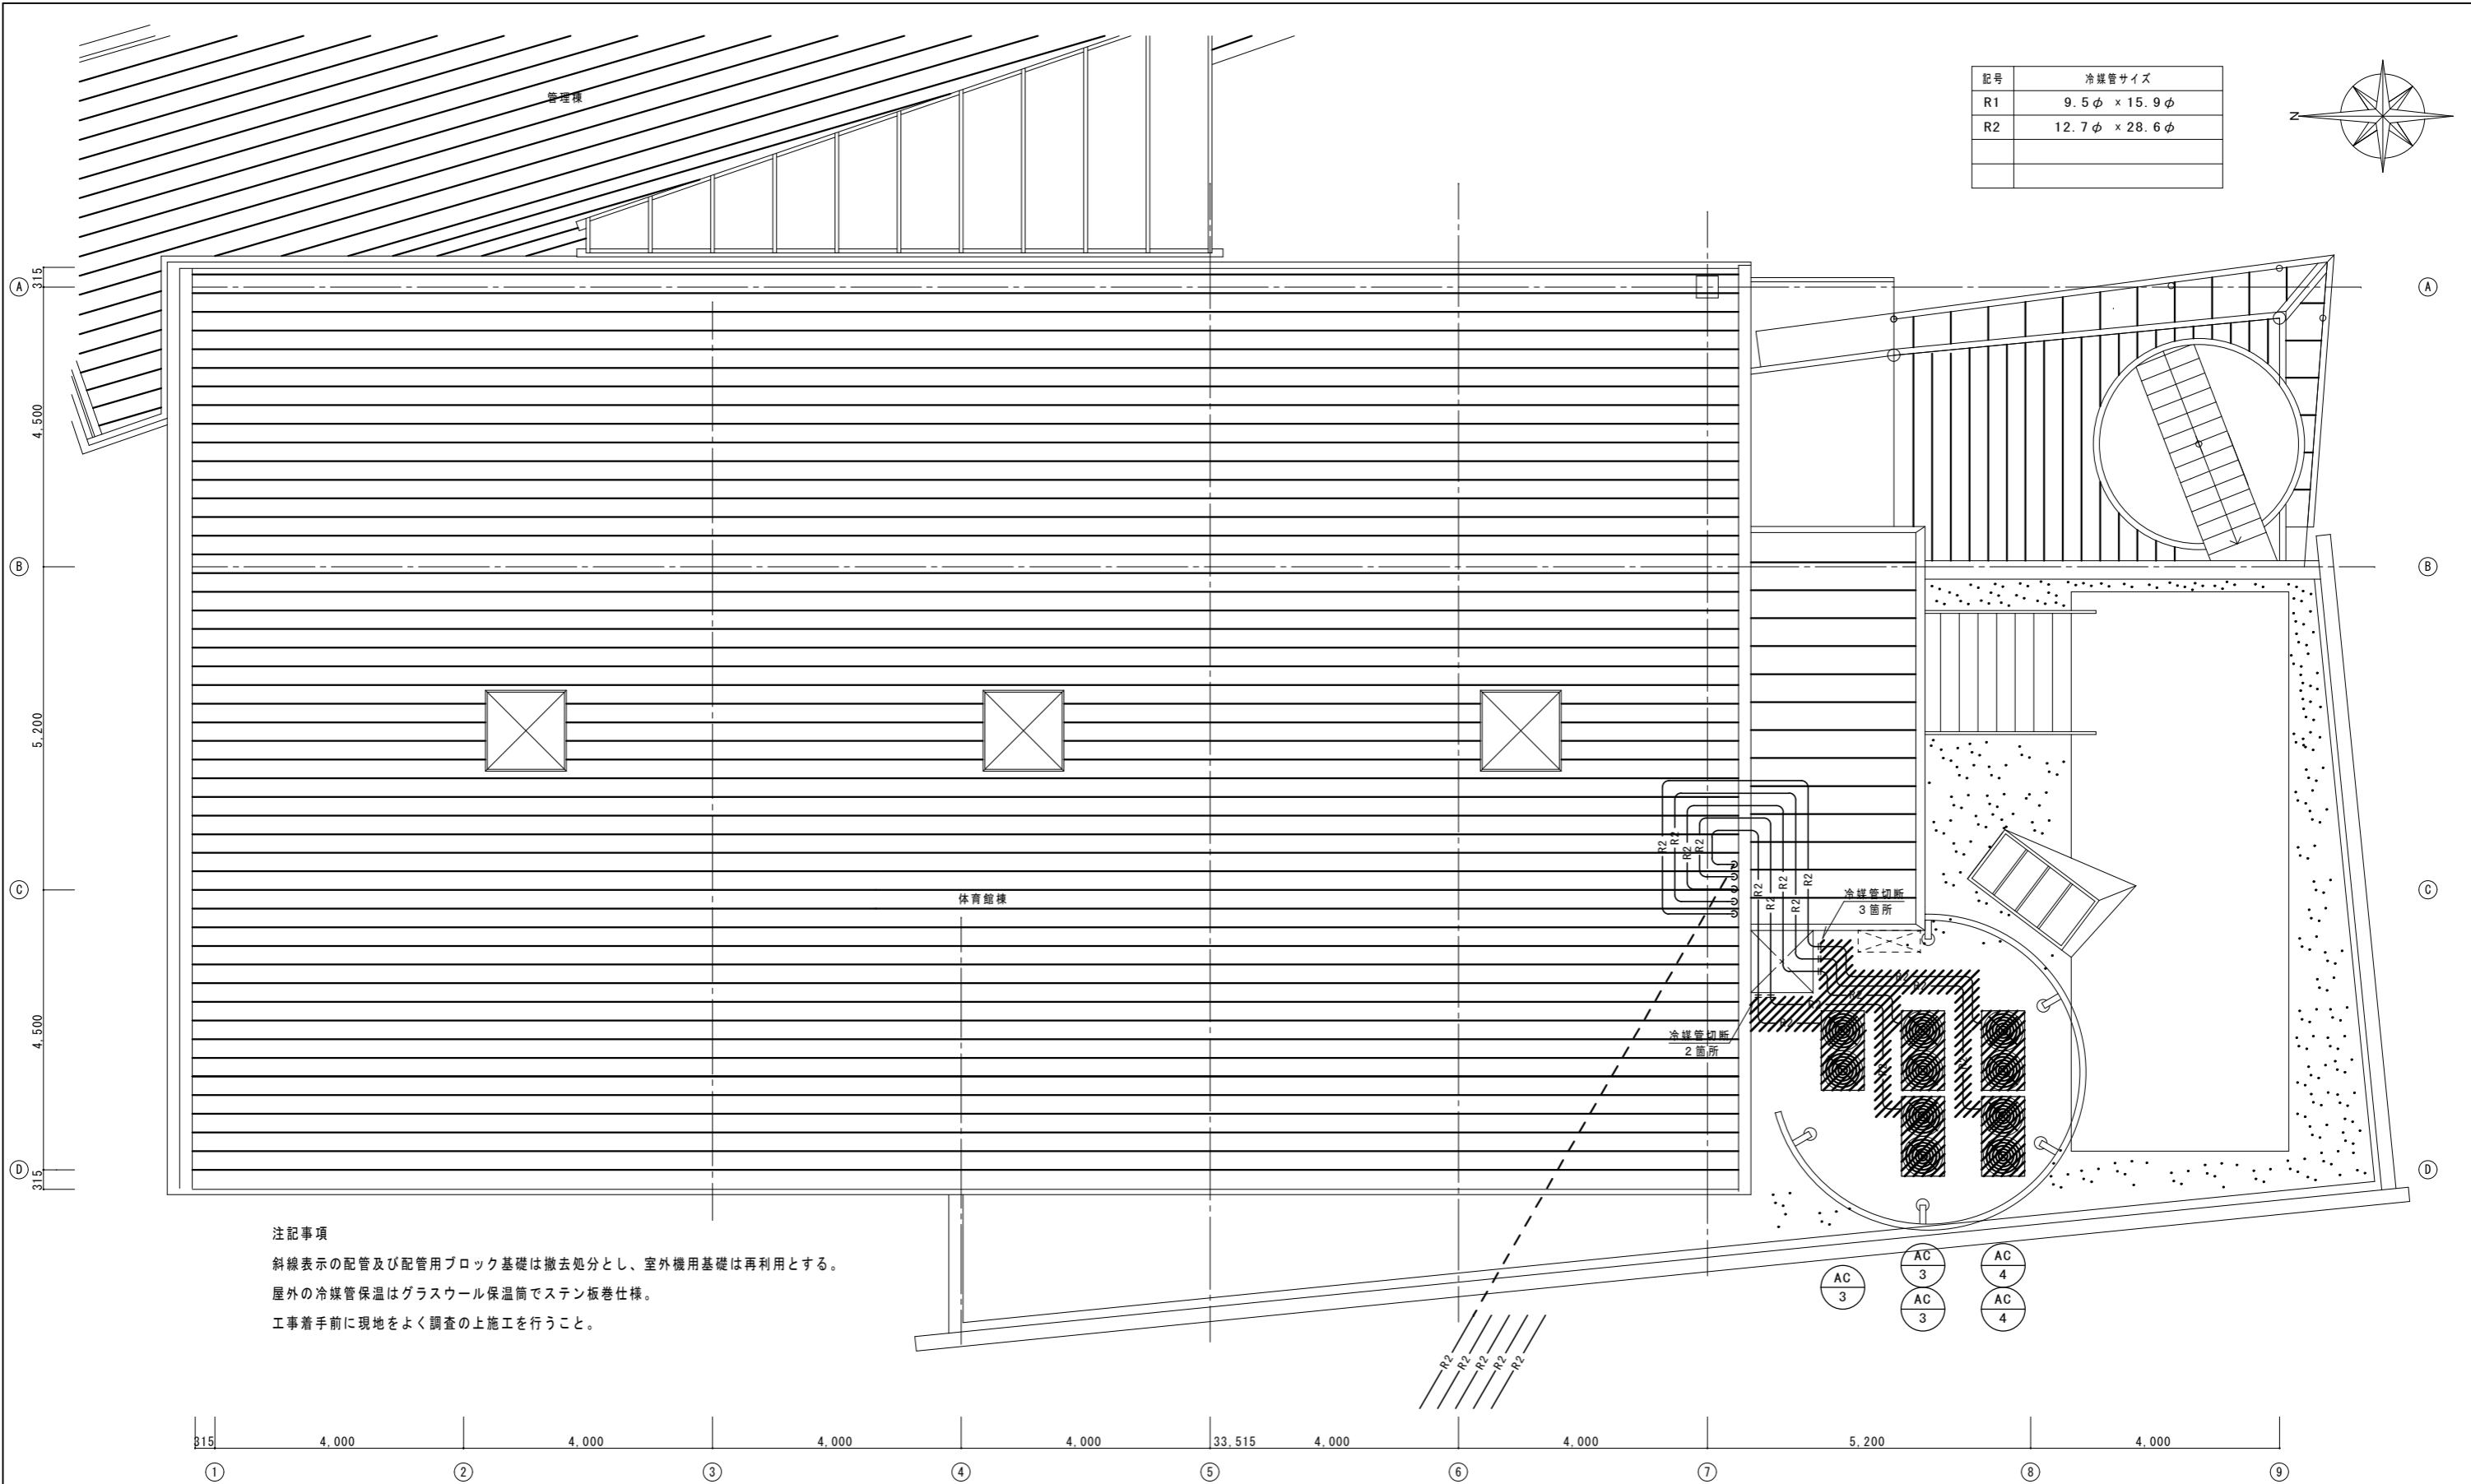 管理棟
記号 冷媒管サイズ
R1 9.5φ × 15.9φ
R2 12.7φ × 28.6φ
N
A
315
A
4,500
B
B
5,200
R2
R2
R2
R2
R2
R2
R2
R2
R2
冷媒管切断
3箇所
C
体育館棟
C
R2
R2
R2
R2
R2
4,500
冷媒管切断
2箇所
R2
R2
D
315
D
注記事項
斜線表示の配管及び配管用ブロック基礎は撤去処分とし、室外機用基礎は再利用とする。
屋外の冷媒管保温はグラスウール保温筒でステン板巻仕様。
工事着手前に現地をよく調査の上施工を行うこと。
AC
3
AC
3
AC
3
AC
4
AC
4
R2
R2
R2
R2
R2
315 4,000 4,000 4,000 4,000 33,515 4,000 4,000 5,200 4,000
1 2 3 4 5 6 7 8 9